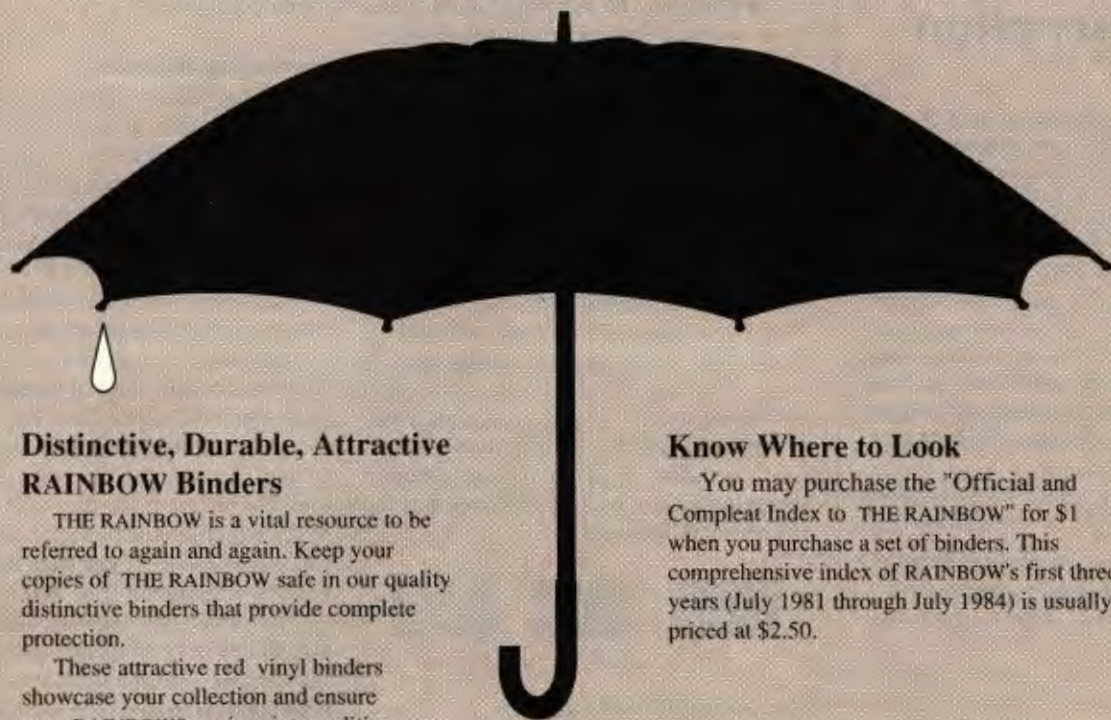 Distinctive, Durable, Attractive
RAINBOW Binders
THE RAINBOW is a vital resource to be
referred to again and again. Keep your
copies of THE RAINBOW safe in our quality
distinctive binders that provide complete
protection.
These attractive red vinyl binders
showcase your collection and ensure
Know Where to Look
You may purchase the "Official and
Compleat Index to THE RAINBOW" for $1
when you purchase a set of binders. This
comprehensive index of RAINBOW's first three
years (July 1981 through July 1984) is usually
priced at $2.50.